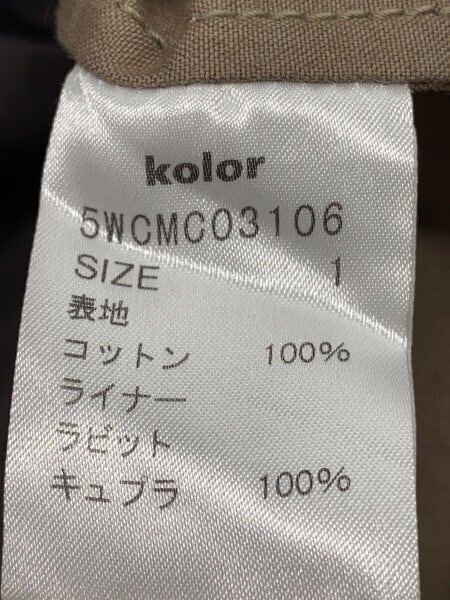 kolor
5WCMC03106
SIZE 1
表地
コットン 100%
ライナー
ラビット
キュプラ 100%